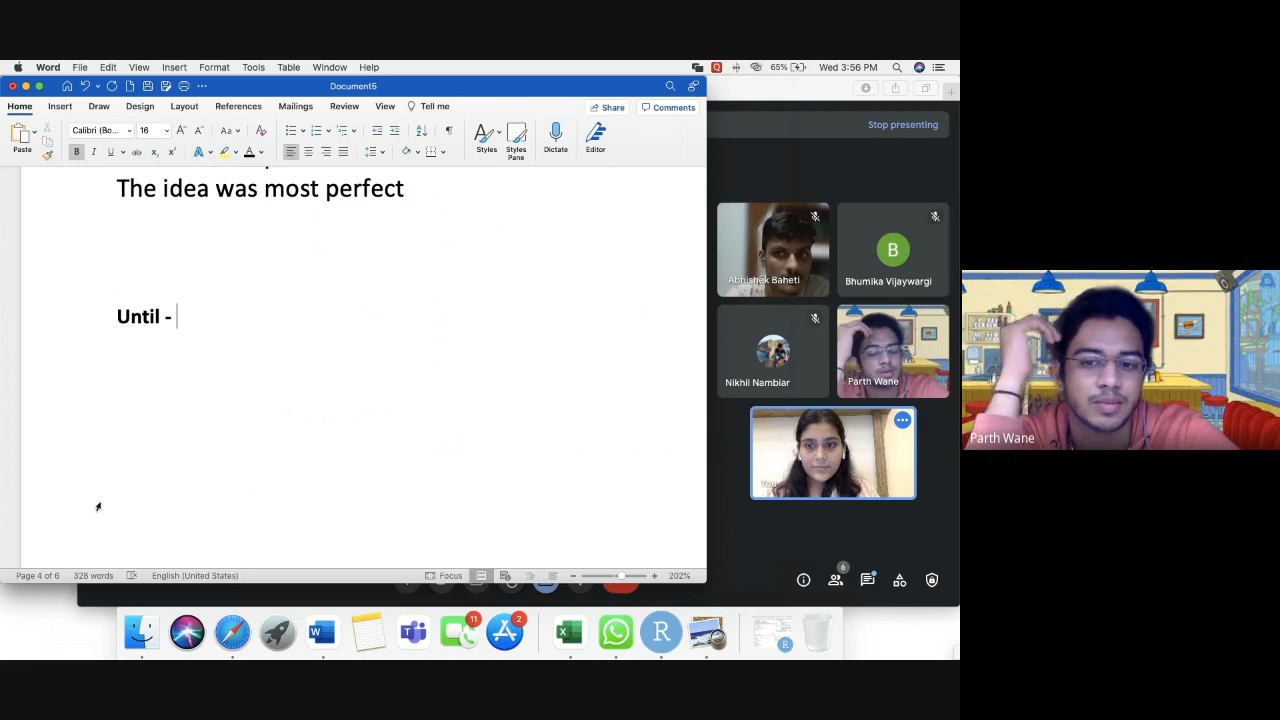 Word File Edit View Insert Format Tools Table Window Help
65% Wed 3:56 PM
Document5
Home Insert Draw Design Layout References Mailings Review View Tell me
Share Comments
Stop presenting
Calibri (Bo... 16
Paste
Styles
Styles Pane
Dictate
Editor
The idea was most perfect
Until -
Abhishek Baheti
B
Bhumika Vijaywargi
Nikhil Nambiar
Parth Wane
Parth Wane
6
Page 4 of 6 328 words English (United States) Focus 202%
11
2